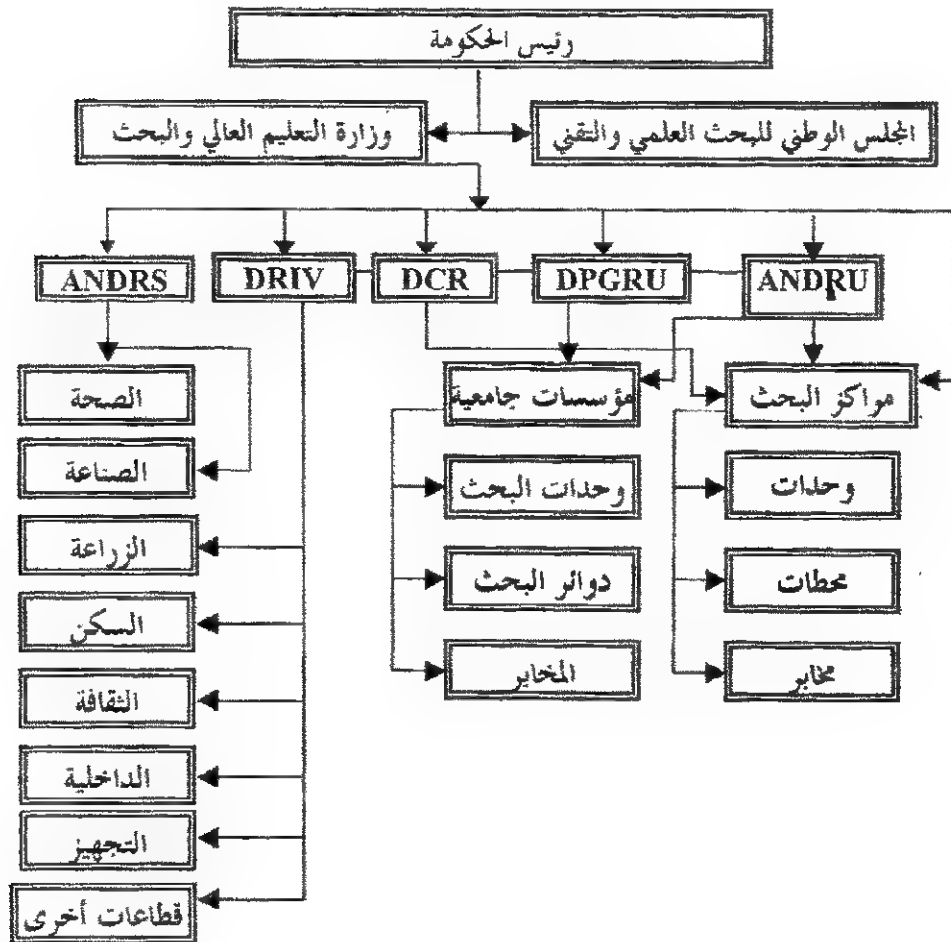 رئيس الحكومة
المجلس الوطني للبحث العلمي والتقني
وزارة التعليم العالي والبحث
ANDRS
DRIV
DCR
DPGRU
ANDRU
الصحة
مؤسسات جامعية
مراكز البحث
الصناعة
وحدات البحث
وحدات
الزراعة
دوائر البحث
محطات
السكن
المخابر
مخابر
الثقافة
الداخلية
التجهيز
قطاعات أخرى